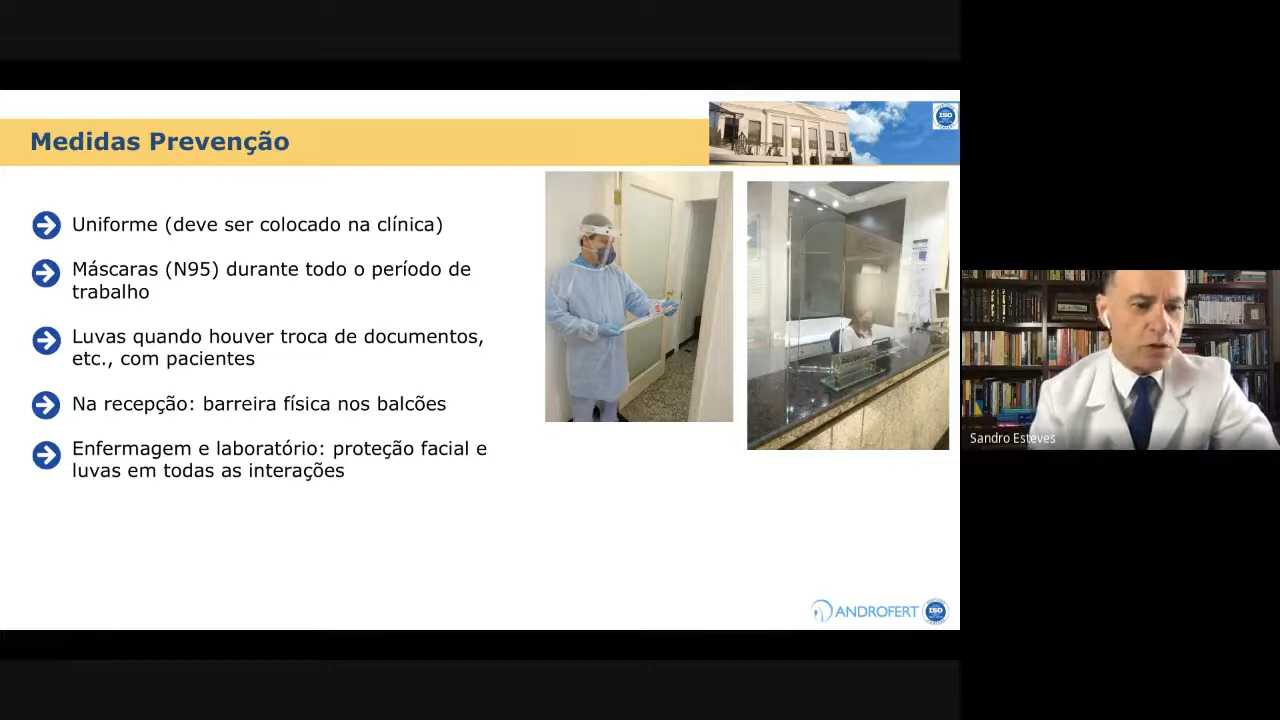 Medidas Prevenção
ISO
Uniforme (deve ser colocado na clínica)
Máscaras (N95) durante todo o período de
trabalho
Luvas quando houver troca de documentos,
etc., com pacientes
Na recepção: barreira física nos balcões
Enfermagem e laboratório: proteção facial e
luvas em todas as interações
Sandro Esteves
ANDROFERT
ISO